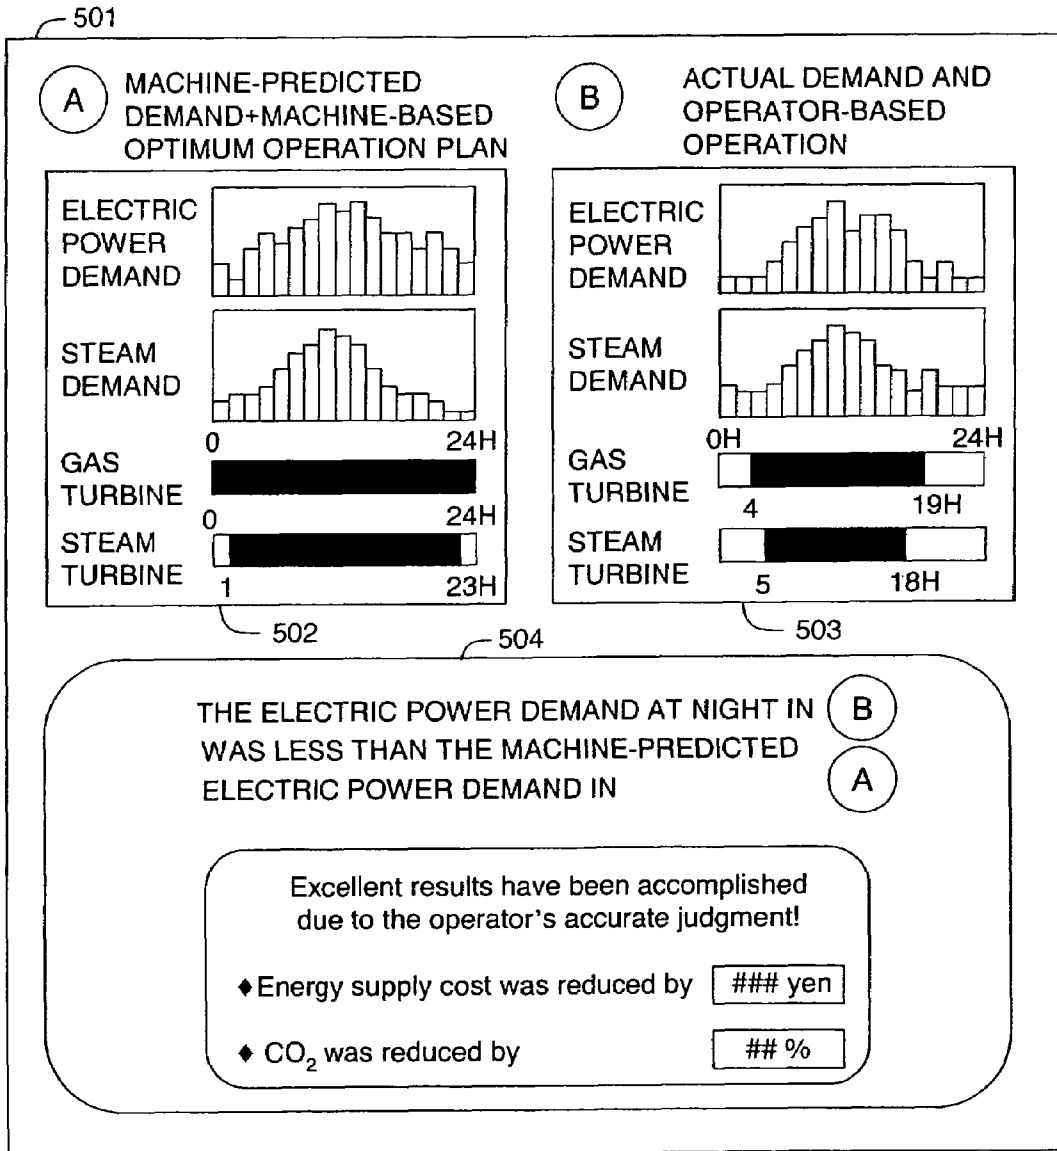 501
A
MACHINE-PREDICTED
DEMAND+MACHINE-BASED
OPTIMUM OPERATION PLAN
ELECTRIC
POWER
DEMAND
STEAM
DEMAND
0
24H
GAS
TURBINE
0
24H
STEAM
TURBINE
1
23H
502
B
ACTUAL DEMAND AND
OPERATOR-BASED
OPERATION
ELECTRIC
POWER
DEMAND
STEAM
DEMAND
0H
24H
GAS
TURBINE
4
19H
STEAM
TURBINE
5
18H
503
504
THE ELECTRIC POWER DEMAND AT NIGHT IN B
WAS LESS THAN THE MACHINE-PREDICTED
ELECTRIC POWER DEMAND IN A
Excellent results have been accomplished
due to the operator's accurate judgment!
♦ Energy supply cost was reduced by ### yen
♦ CO₂ was reduced by ## %